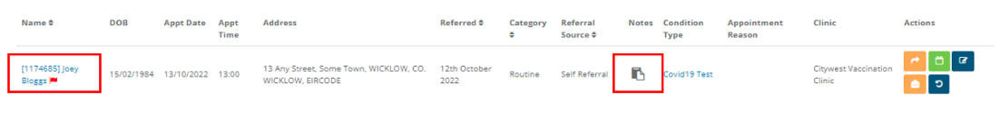 Name DOB Appt Date Appt Time Address Referred Category Referral Source Notes Condition Type Appointment Reason Clinic Actions
[1174685] Joey Bloggs 15/02/1984 13/10/2022 13:00 13 Any Street, Some Town, WICKLOW, CO. WICKLOW, EIRCODE 12th October 2022 Routine Self Referral Covid19 Test Citywest Vaccination Clinic